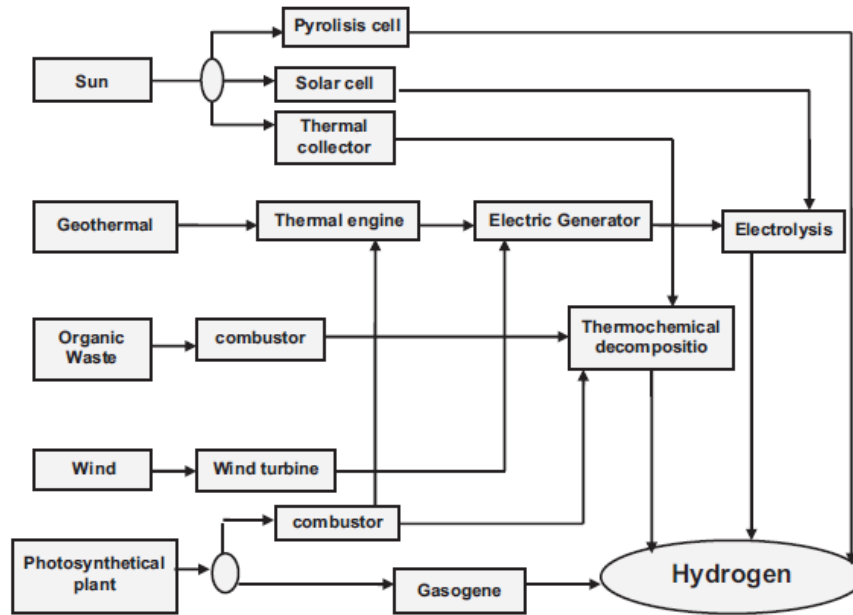 Pyrolisis cell
Sun
Solar cell
Thermal
collector
Geothermal
Thermal engine
Electric Generator
Electrolysis
Organic
Waste
combustor
Thermochemical
decompositio
Wind
Wind turbine
combustor
Photosynthetical
plant
Gasogene
Hydrogen